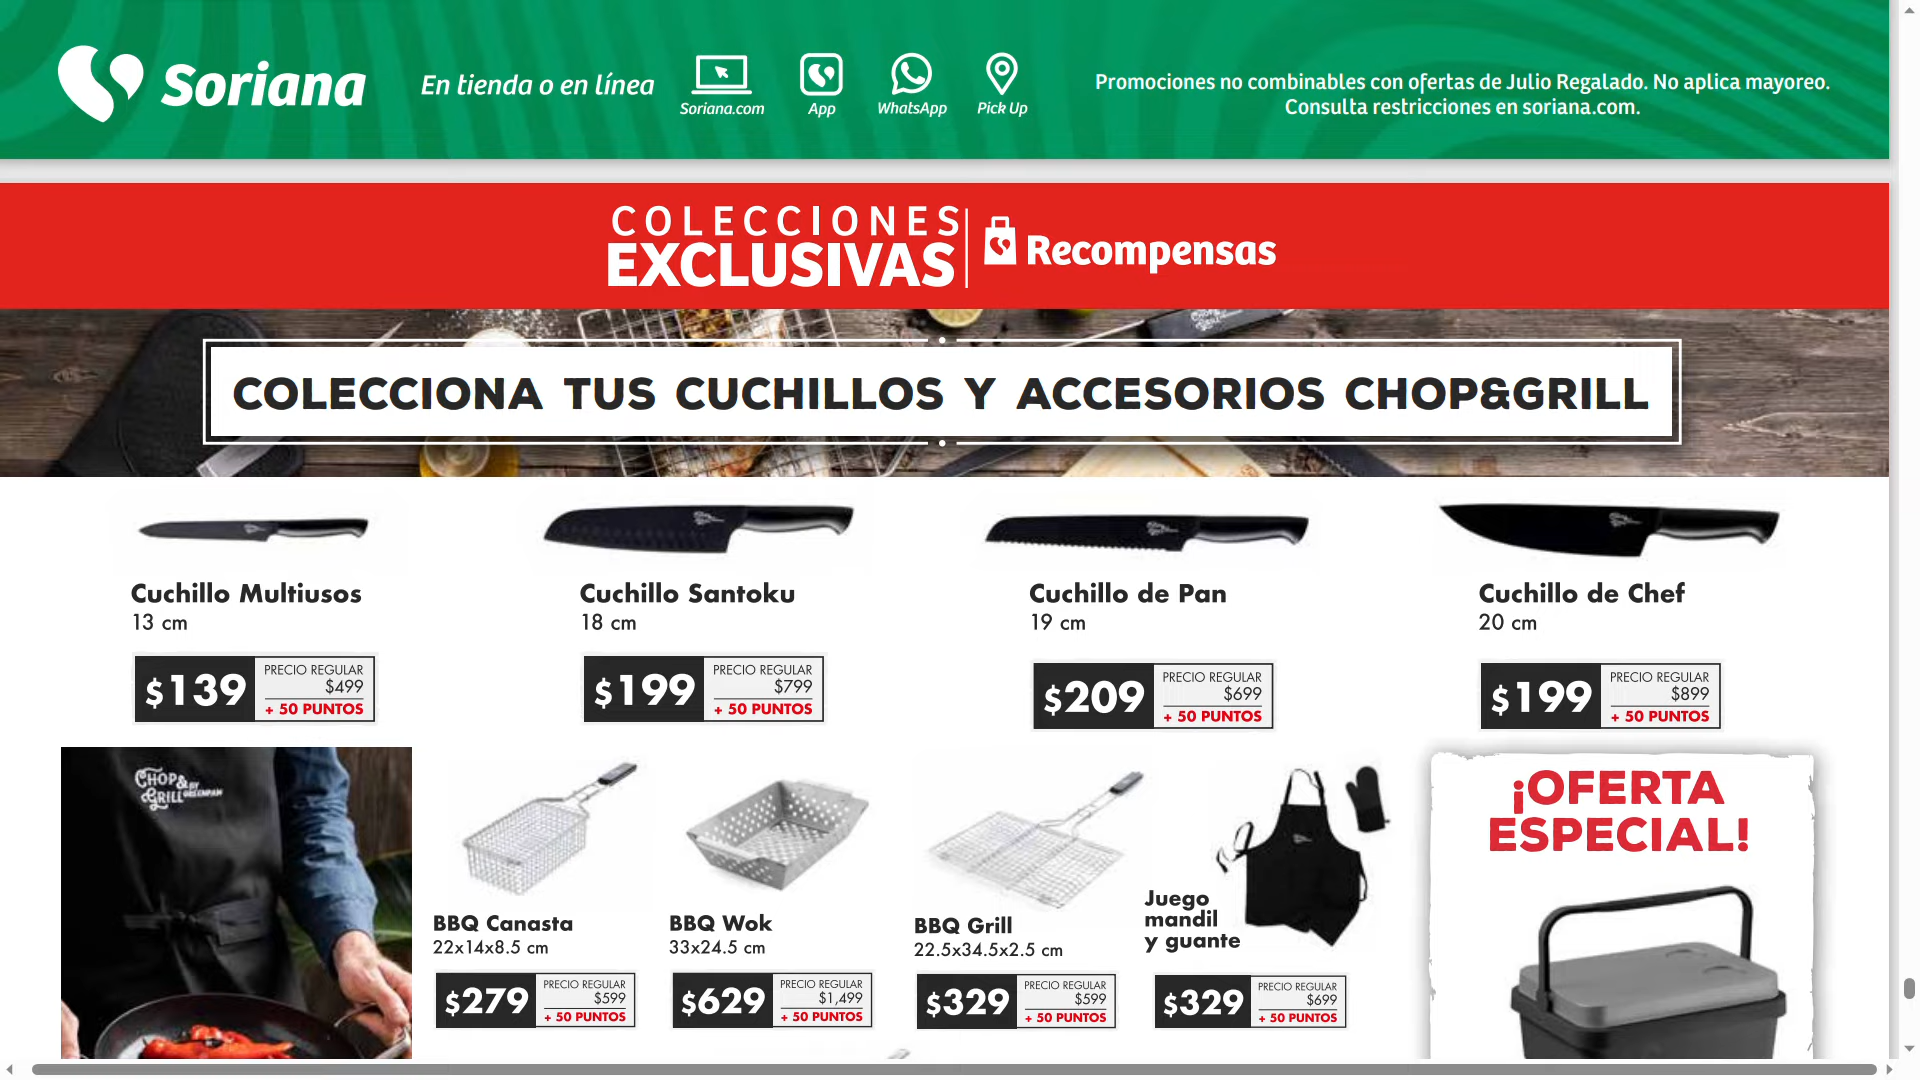 Soriana
En tienda o en línea
Soriana.com
App
WhatsApp
Pick Up
Promociones no combinables con ofertas de Julio Regalado. No aplica mayoreo.
Consulta restricciones en soriana.com.
COLECCIONES
EXCLUSIVAS
Recompensas
COLECCIONA TUS CUCHILLOS Y ACCESORIOS CHOP&GRILL
Cuchillo Multiusos
13 cm
$139
PRECIO REGULAR
$499
+ 50 PUNTOS
Cuchillo Santoku
18 cm
$199
PRECIO REGULAR
$799
+ 50 PUNTOS
Cuchillo de Pan
19 cm
$209
PRECIO REGULAR
$699
+ 50 PUNTOS
Cuchillo de Chef
20 cm
$199
PRECIO REGULAR
$899
+ 50 PUNTOS
CHOP&
GRILL BY GREENPAN
BBQ Canasta
22x14x8.5 cm
$279
PRECIO REGULAR
$599
+ 50 PUNTOS
BBQ Wok
33x24.5 cm
$629
PRECIO REGULAR
$1,499
+ 50 PUNTOS
BBQ Grill
22.5x34.5x2.5 cm
$329
PRECIO REGULAR
$599
+ 50 PUNTOS
Juego
mandil
y guante
$329
PRECIO REGULAR
$699
+ 50 PUNTOS
¡OFERTA
ESPECIAL!